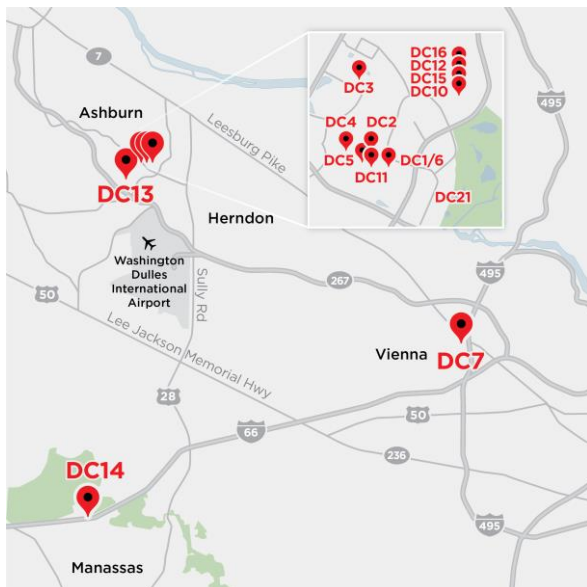 7
267
495
Ashburn
Leesburg Pike
DC13
Herndon
Washington
Dulles
International
Airport
Sully Rd
50
Lee Jackson Memorial Hwy
267
495
Vienna
DC7
28
66
50
236
DC14
495
Manassas
DC16
DC12
DC15
DC10
DC3
DC4
DC2
DC5
DC1/6
DC11
DC21